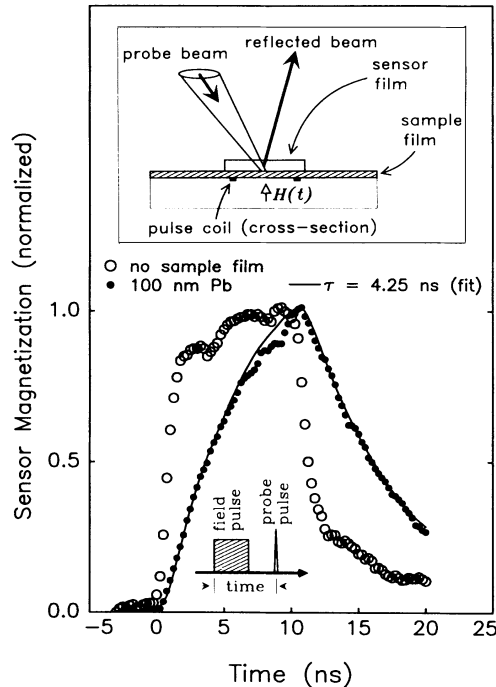 probe beam
reflected beam
sensor
film
sample
film
H(t)
pulse coil (cross-section)
no sample film
100 nm Pb
τ = 4.25 ns (fit)
Sensor Magnetization (normalized)
1.0
0.5
0.0
field
pulse
probe
pulse
time
-5 0 5 10 15 20 25
Time (ns)